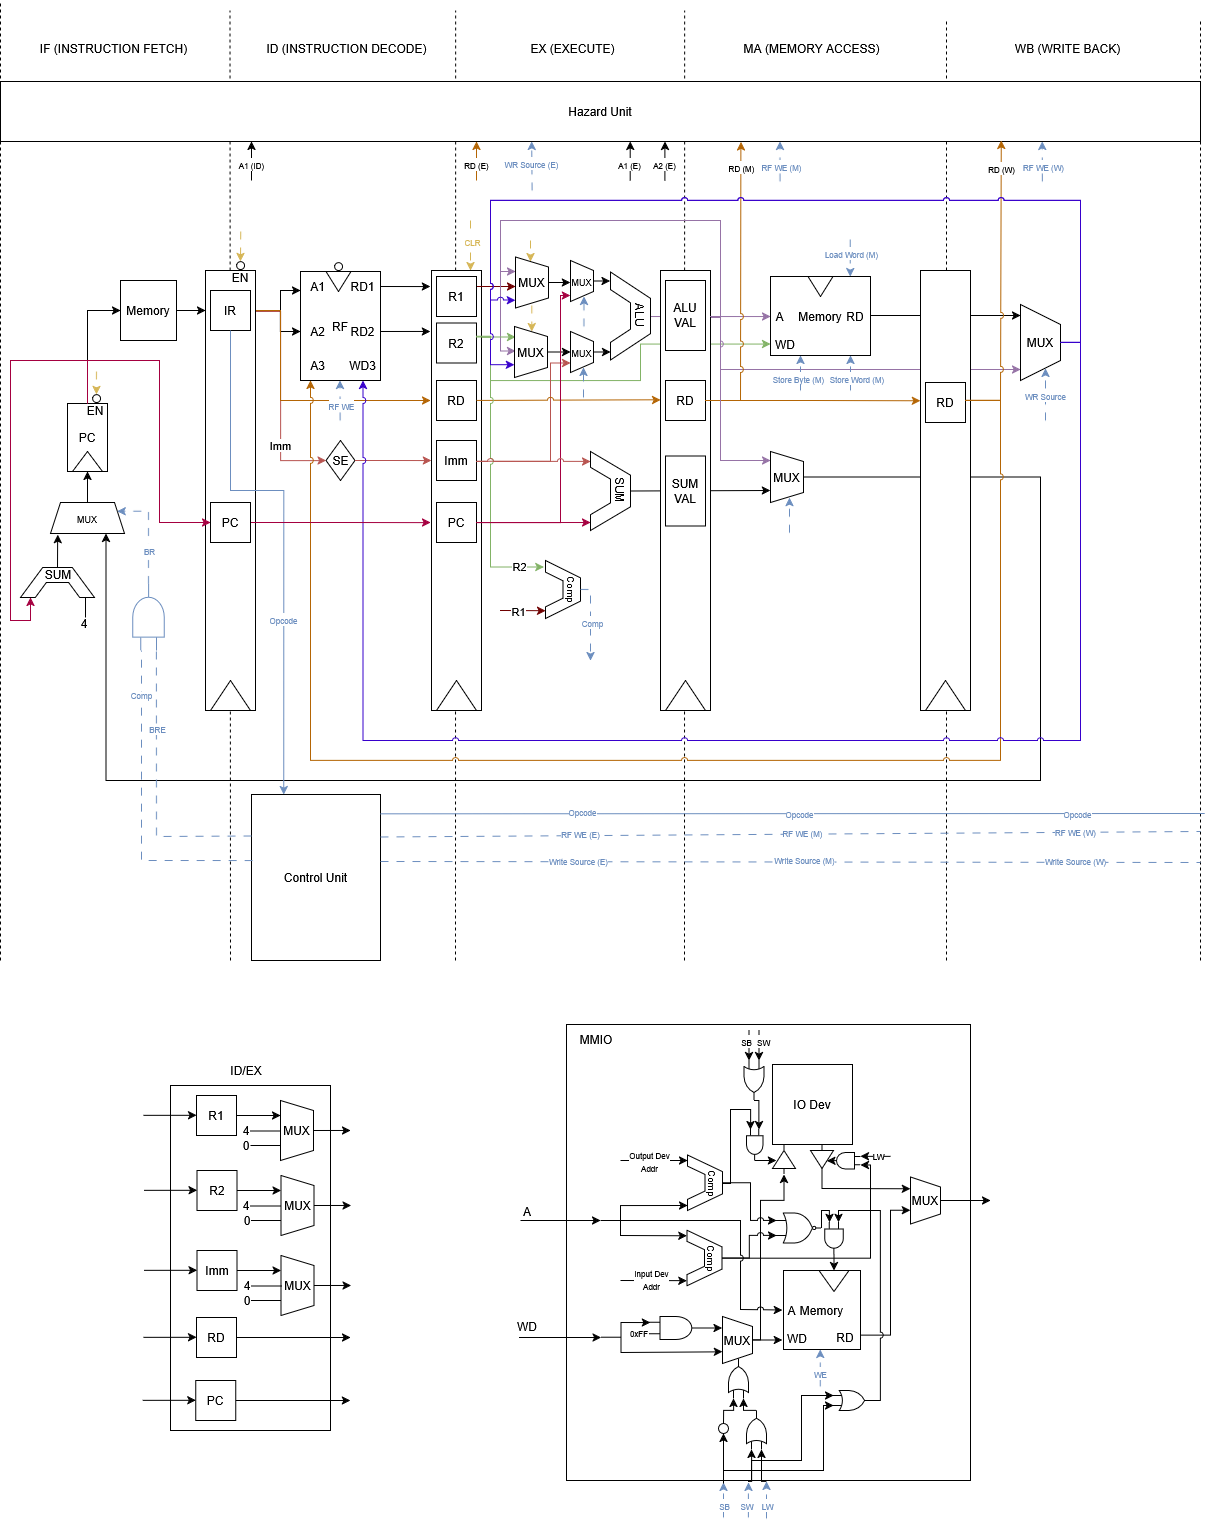 IF (INSTRUCTION FETCH)
ID (INSTRUCTION DECODE)
EX (EXECUTE)
MA (MEMORY ACCESS)
WB (WRITE BACK)
Hazard Unit
A1 (ID)
RD (E)
WR Source (E)
A1 (E)
A2 (E)
RD (M)
RF WE (M)
RD (W)
RF WE (W)
CLR
Load Word (M)
EN
Memory
IR
A1
RD1
A2
RF
RD2
A3
WD3
R1
R2
MUX
MUX
MUX
MUX
ALU
ALU
VAL
A
Memory
RD
WD
MUX
Store Byte (M)
Store Word (M)
WR Source
EN
PC
RF WE
RD
RD
RD
Imm
SE
Imm
SUM
SUM
VAL
MUX
MUX
PC
PC
BR
SUM
4
R2
R1
Comp
Comp
Opcode
Comp
BRE
Control Unit
Opcode
Opcode
Opcode
RF WE (E)
RF WE (M)
RF WE (W)
Write Source (E)
Write Source (M)
Write Source (W)
ID/EX
R1
4
0
MUX
R2
4
0
MUX
Imm
4
0
MUX
RD
PC
MMIO
SB
SW
IO Dev
Output Dev
Addr
Comp
LW
A
MUX
Comp
Input Dev
Addr
A
Memory
WD
RD
WD
0xFF
MUX
WE
SB
SW
LW